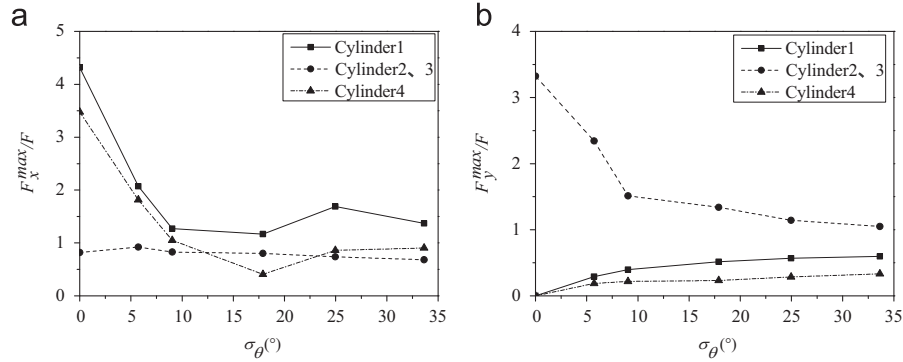 a
5
4
3
2
1
0
F_x^{max}/F
Cylinder1
Cylinder2、3
Cylinder4
0 5 10 15 20 25 30 35
σ_θ(°)
b
4
3
2
1
0
F_y^{max}/F
Cylinder1
Cylinder2、3
Cylinder4
0 5 10 15 20 25 30 35
σ_θ(°)